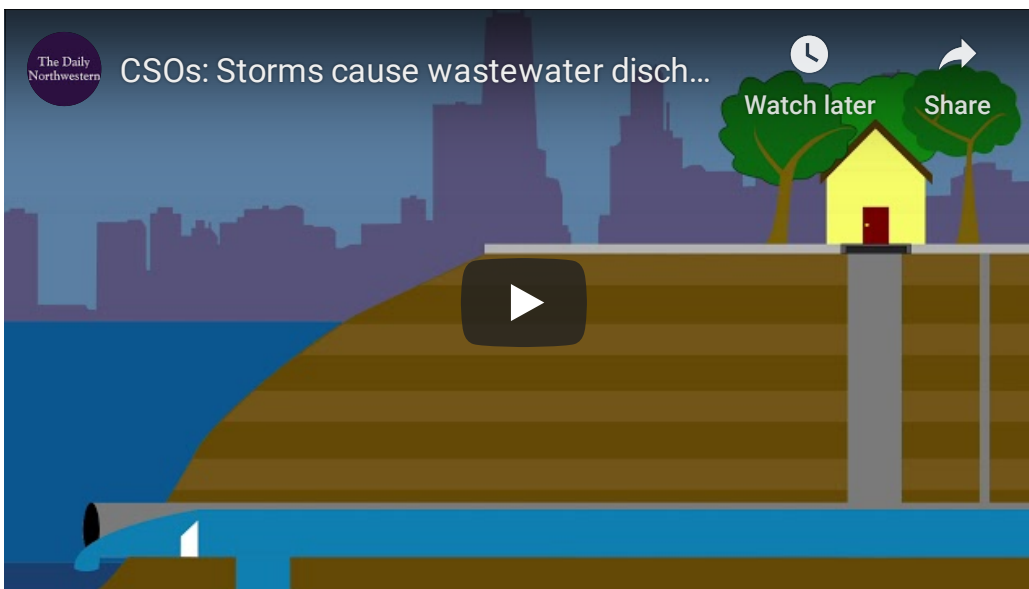 The Daily
Northwestern
CSOs: Storms cause wastewater disch…
Watch later
Share